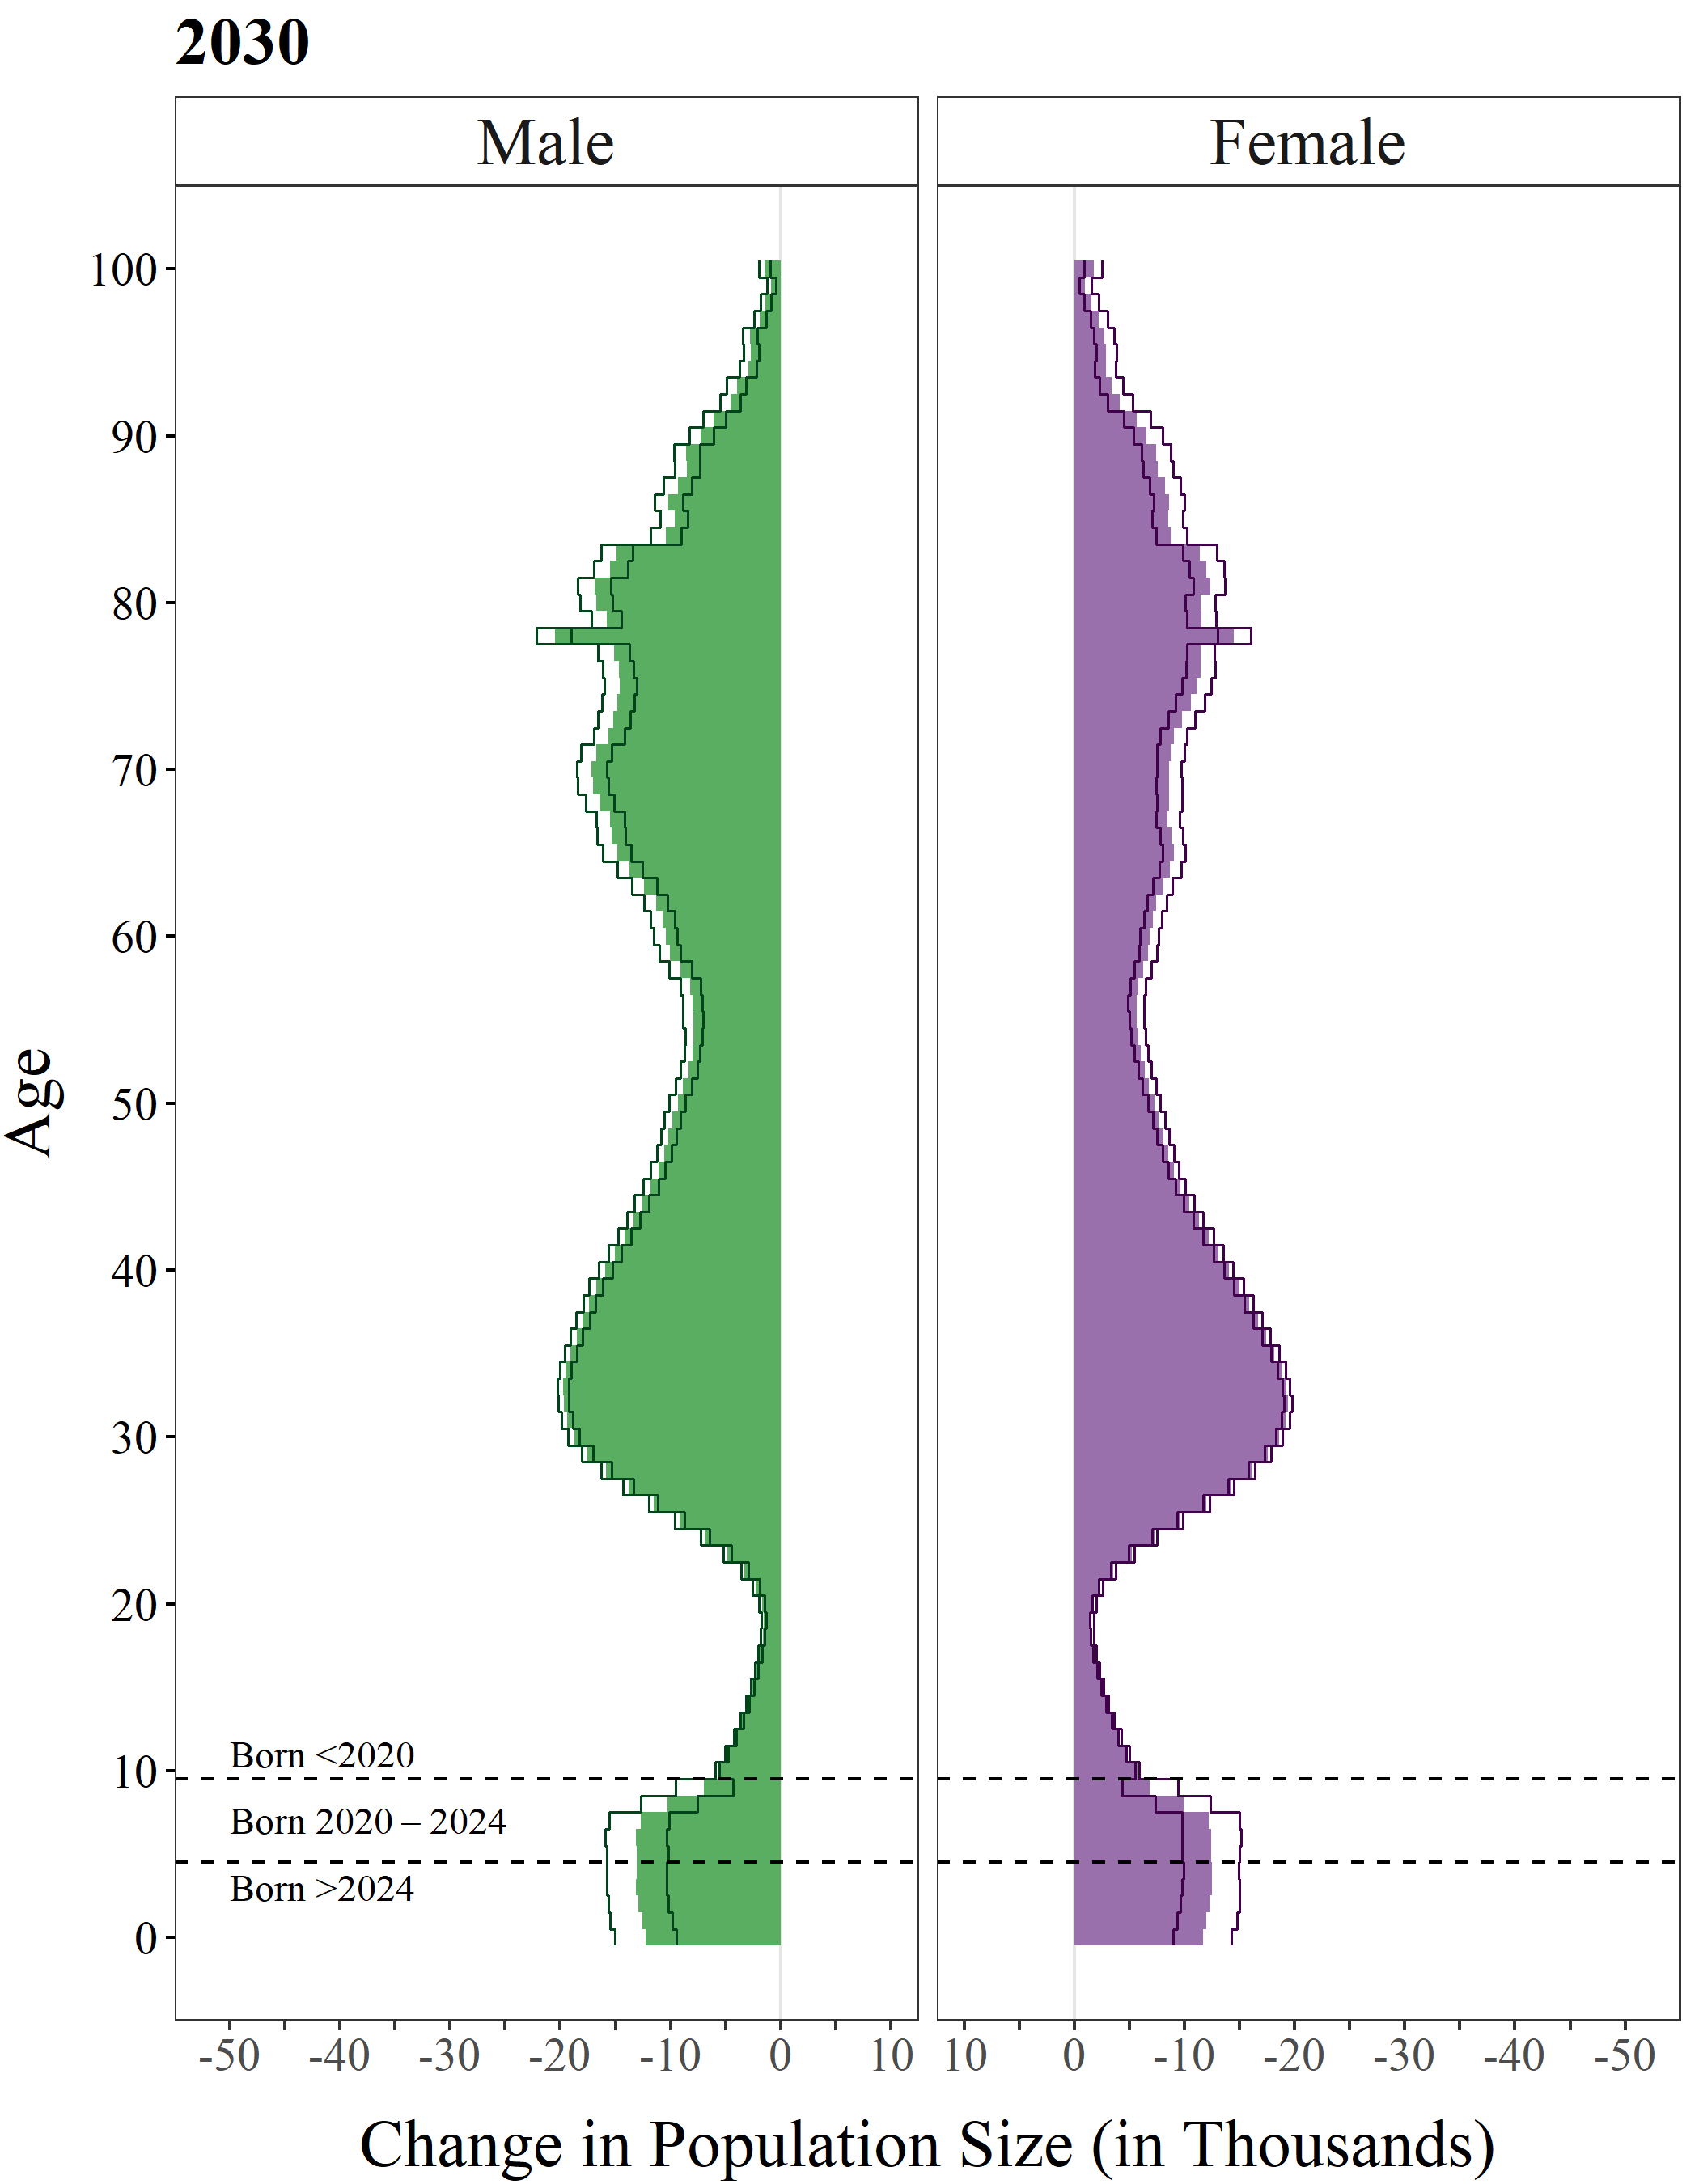 2030
Male
Female
100
90
80
70
60
50
40
30
20
10
0
Age
Born <2020
Born 2020 – 2024
Born >2024
-50 -40 -30 -20 -10 0 10
10 0 -10 -20 -30 -40 -50
Change in Population Size (in Thousands)